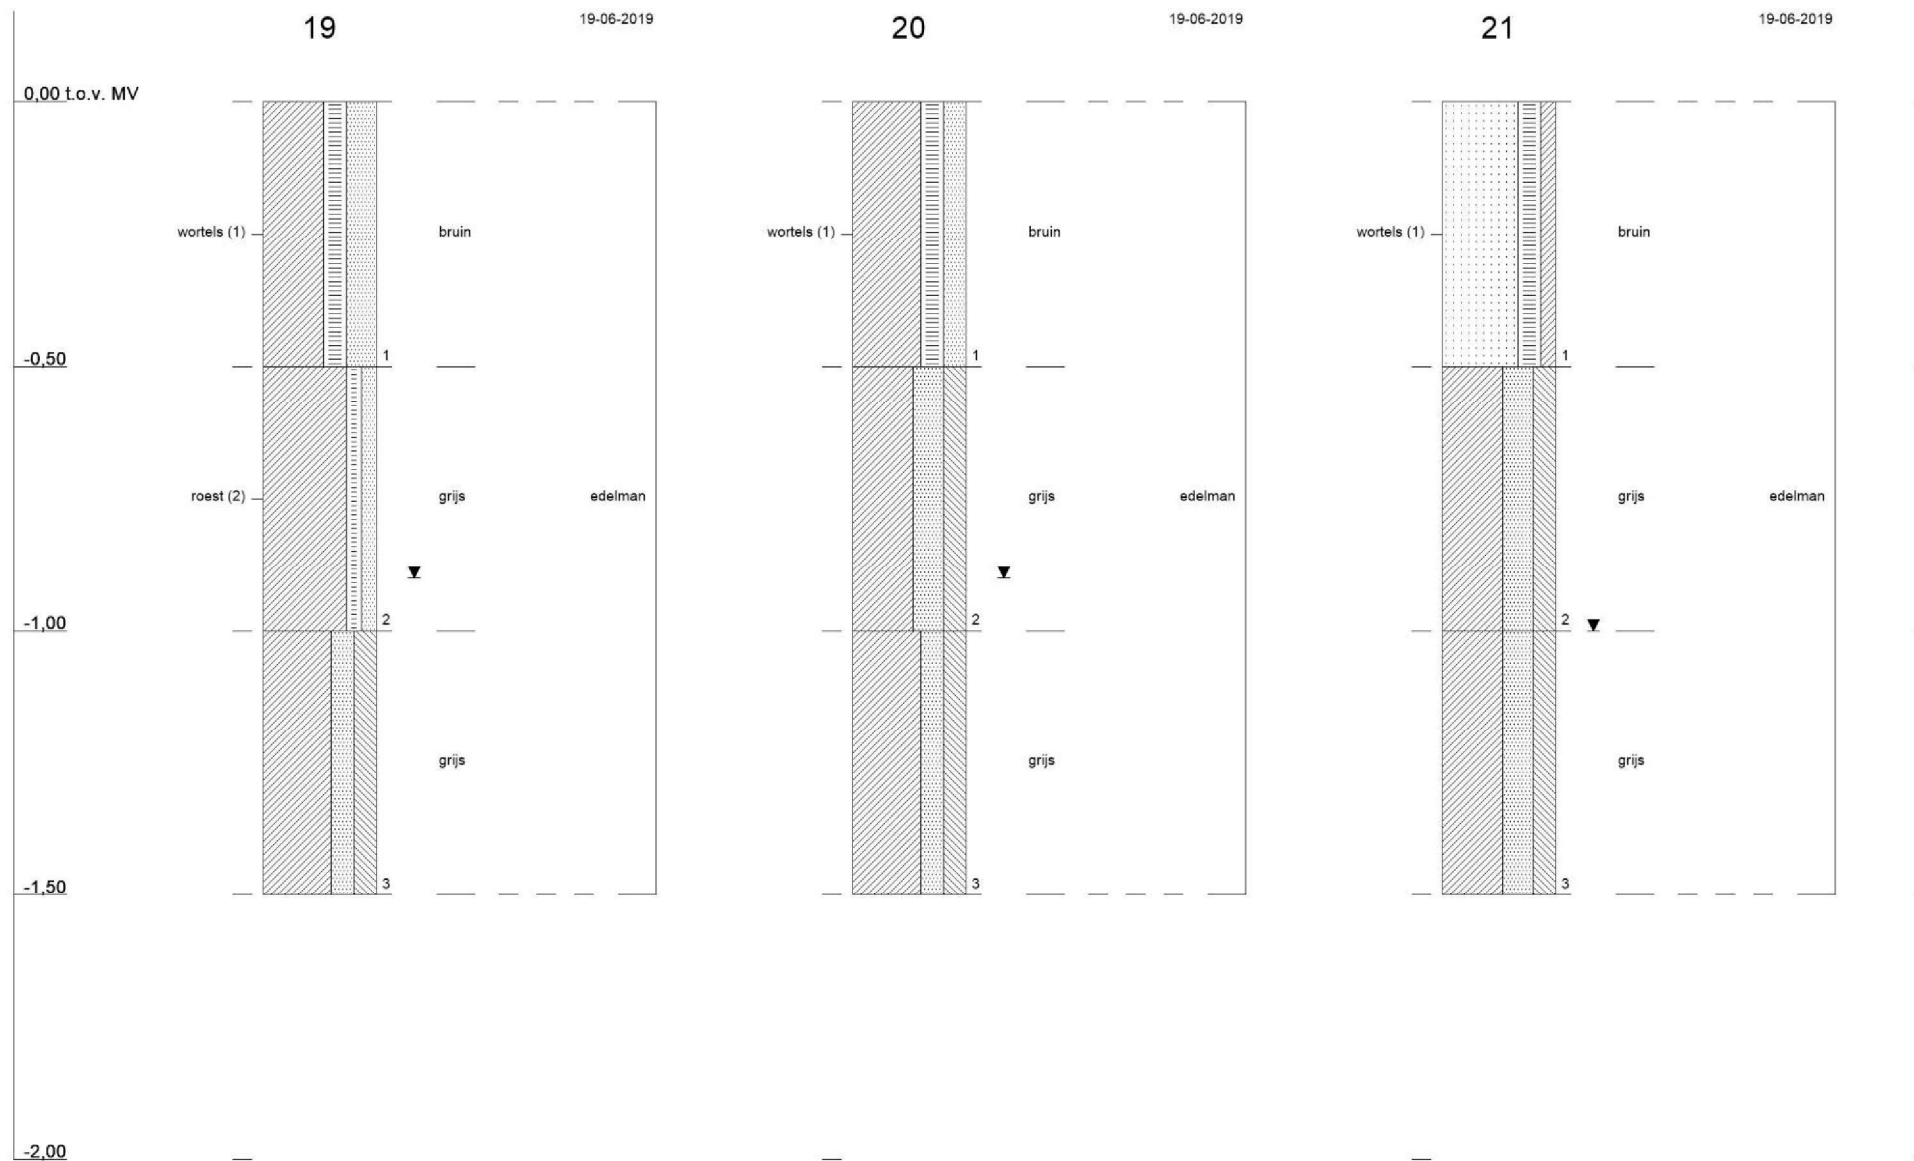 19 19-06-2019 20 19-06-2019 21 19-06-2019
0,00 t.o.v. MV
wortels (1) bruin wortels (1) bruin wortels (1) bruin
-0,50 1 1 1
roest (2) grijs edelman grijs edelman grijs edelman
-1,00 2 2 2
grijs grijs grijs
-1,50 3 3 3
-2,00